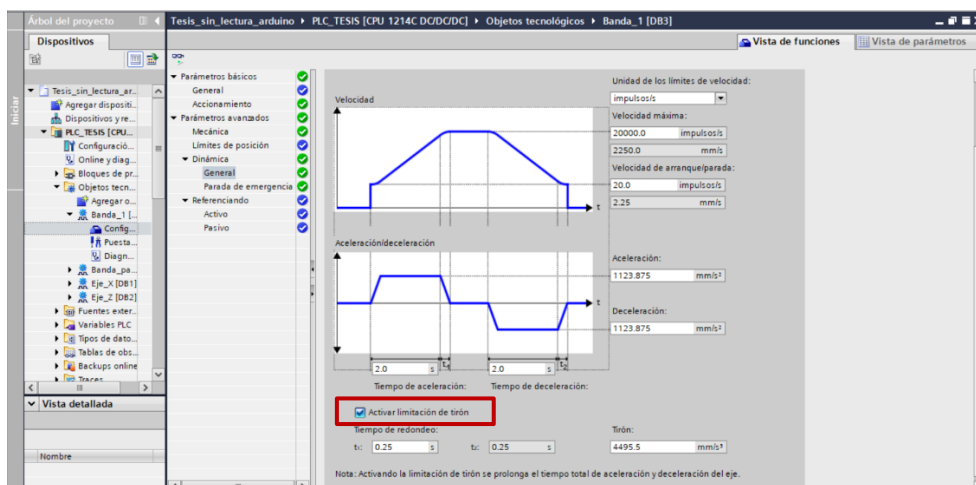 Árbol del proyecto
Tesis_sin_lectura_arduino ▸ PLC_TESIS [CPU 1214C DC/DC/DC] ▸ Objetos tecnológicos ▸ Banda_1 [DB3]
Dispositivos
Vista de funciones
Vista de parámetros
Iniciar
Tesis_sin_lectura_ar...
Agregar dispositi...
Dispositivos y re...
PLC_TESIS [CPU...
Configuració...
Online y diag...
Bloques de pr...
Objetos tecn...
Agregar o...
Banda_1 [...
Config...
Puesta...
Diagn...
Banda_pa...
Eje_X [DB1]
Eje_Z [DB2]
Fuentes exter...
Variables PLC
Tipos de dato...
Tablas de obs...
Backups online
Traces
Vista detallada
Nombre
Parámetros básicos
General
Accionamiento
Parámetros avanzados
Mecánica
Límites de posición
Dinámica
General
Parada de emergencia
Referenciando
Activo
Pasivo
Velocidad
t
Unidad de los límites de velocidad:
impulsos/s
Velocidad máxima:
20000.0 impulsos/s
2250.0 mm/s
Velocidad de arranque/parada:
20.0 impulsos/s
2.25 mm/s
Aceleración/deceleración
t
Aceleración:
1123.875 mm/s²
Deceleración:
1123.875 mm/s²
2.0 s
2.0 s
Tiempo de aceleración: Tiempo de deceleración:
Activar limitación de tirón
Tiempo de redondeo:
Tirón:
0.25 s
0.25 s
4495.5 mm/s³
Nota: Activando la limitación de tirón se prolonga el tiempo total de aceleración y deceleración del eje.